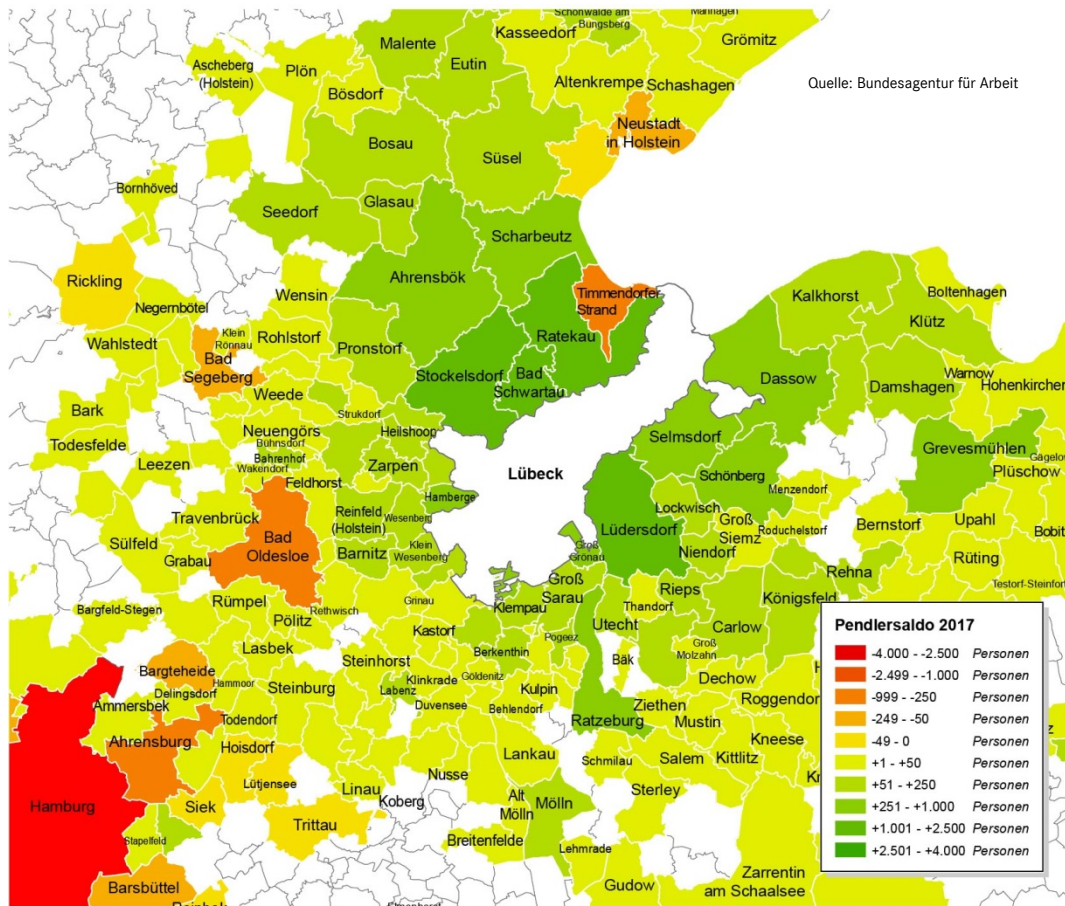 Schönwalde am
Bungsberg
Manhagen
Malente
Kasseedorf
Grömitz
Ascheberg
(Holstein)
Plön
Eutin
Bösdorf
Altenkrempe
Schashagen
Quelle: Bundesagentur für Arbeit
Neustadt
in Holstein
Bosau
Süsel
Bornhöved
Seedorf
Glasau
Scharbeutz
Rickling
Ahrensbök
Wensin
Timmendorfer
Strand
Kalkhorst
Boltenhagen
Negernbötel
Klütz
Wahlstedt
Klein
Rönnau
Rohlstorf
Ratekau
Pronstorf
Bad
Segeberg
Stockelsdorf
Bad
Schwartau
Dassow
Damshagen
Warnow
Hohenkirchen
Weede
Bark
Strukdorf
Todesfelde
Neuengörs
Heilshoop
Selmsdorf
Grevesmühlen
Bühnsdorf
Bahrenhof
Gägelow
Leezen
Wakendorf
Zarpen
Lübeck
Schönberg
Plüschow
Feldhorst
Menzendorf
Hamberge
Travenbrück
Reinfeld
(Holstein)
Wesenberg
Lockwisch
Lüdersdorf
Groß
Siemz
Roduchelstorf
Bernstorf
Upahl
Bobitz
Sülfeld
Bad
Oldesloe
Barnitz
Klein
Wesenberg
Groß
Grönau
Niendorf
Rüting
Grabau
Rehna
Testorf-Steinfort
Groß
Sarau
Rieps
Königsfeld
Bargfeld-Stegen
Rümpel
Rethwisch
Grinau
Klempau
Thandorf
Pölitz
Kastorf
Utecht
Carlow
Pogeez
Lasbek
Steinhorst
Berkenthin
Groß
Molzahn
Bargteheide
Bäk
Hammoor
Klinkrade
Göldenitz
Dechow
Delingsdorf
Steinburg
Labenz
Kulpin
Roggendorf
Ammersbek
Duvensee
Behlendorf
Ziethen
Todendorf
Ratzeburg
Mustin
Ahrensburg
Hoisdorf
Kneese
Lankau
Salem
Kittlitz
Schmilau
Lütjensee
Nusse
Hamburg
Linau
Sterley
Siek
Koberg
Alt
Mölln
Mölln
Trittau
Stapelfeld
Breitenfelde
Lehmrade
Barsbüttel
Gudow
Zarrentin
am Schaalsee
Pendlersaldo 2017
-4.000 - -2.500 Personen
-2.499 - -1.000 Personen
-999 - -250 Personen
-249 - -50 Personen
-49 - 0 Personen
+1 - +50 Personen
+51 - +250 Personen
+251 - +1.000 Personen
+1.001 - +2.500 Personen
+2.501 - +4.000 Personen